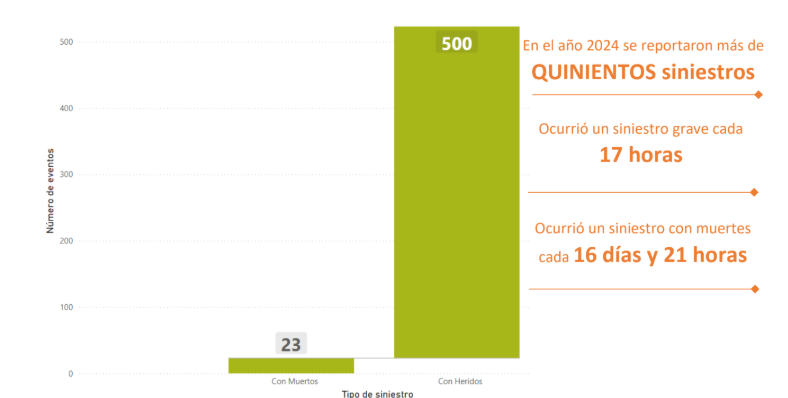 500
400
300
200
100
0
Número de eventos
23
500
Con Muertos
Con Heridos
Tipo de siniestro
En el año 2024 se reportaron más de
QUINIENTOS siniestros
Ocurrió un siniestro grave cada
17 horas
Ocurrió un siniestro con muertes
cada 16 días y 21 horas